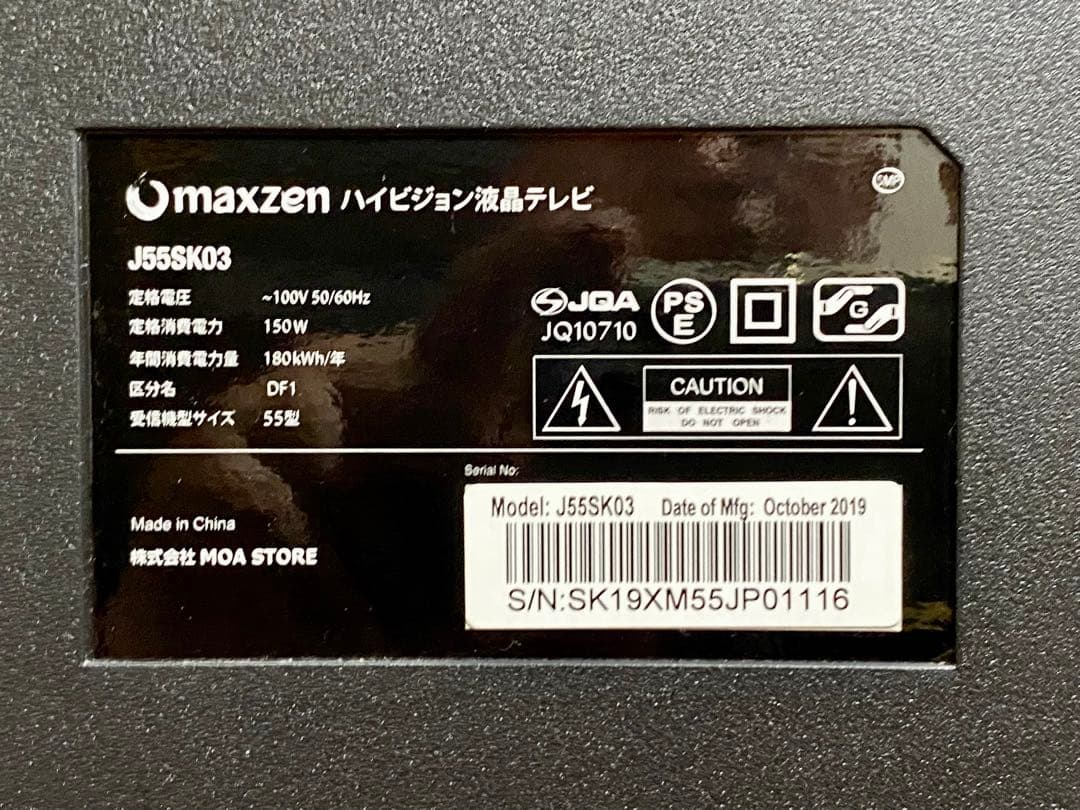 maxzen ハイビジョン液晶テレビ
J55SK03
定格電圧 ~100V 50/60Hz
定格消費電力 150W
年間消費電力量 180kWh/年
区分名 DF1
受信機型サイズ 55型
JQA
JQ10710
PS
E
G
CAUTION
RISK OF ELECTRIC SHOCK
DO NOT OPEN
Serial No:
Model: J55SK03 Date of Mfg: October 2019
S/N:SK19XM55JP01116
Made in China
株式会社 MOA STORE